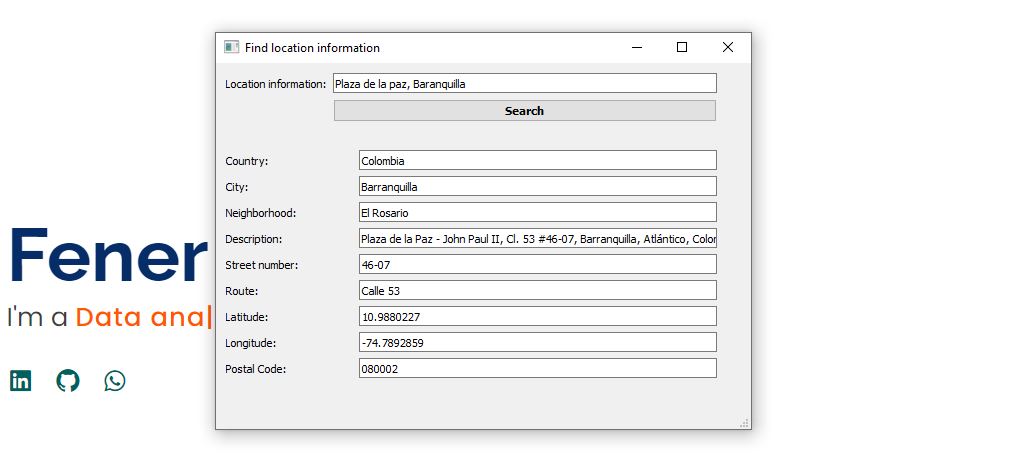 Find location information
Location information: Plaza de la paz, Baranquilla
Search
Country: Colombia
City: Barranquilla
Neighborhood: El Rosario
Description: Plaza de la Paz - John Paul II, Cl. 53 #46-07, Barranquilla, Atlántico, Color
Street number: 46-07
Route: Calle 53
Latitude: 10.9880227
Longitude: -74.7892859
Postal Code: 080002
Fener
I'm a Data ana|
in